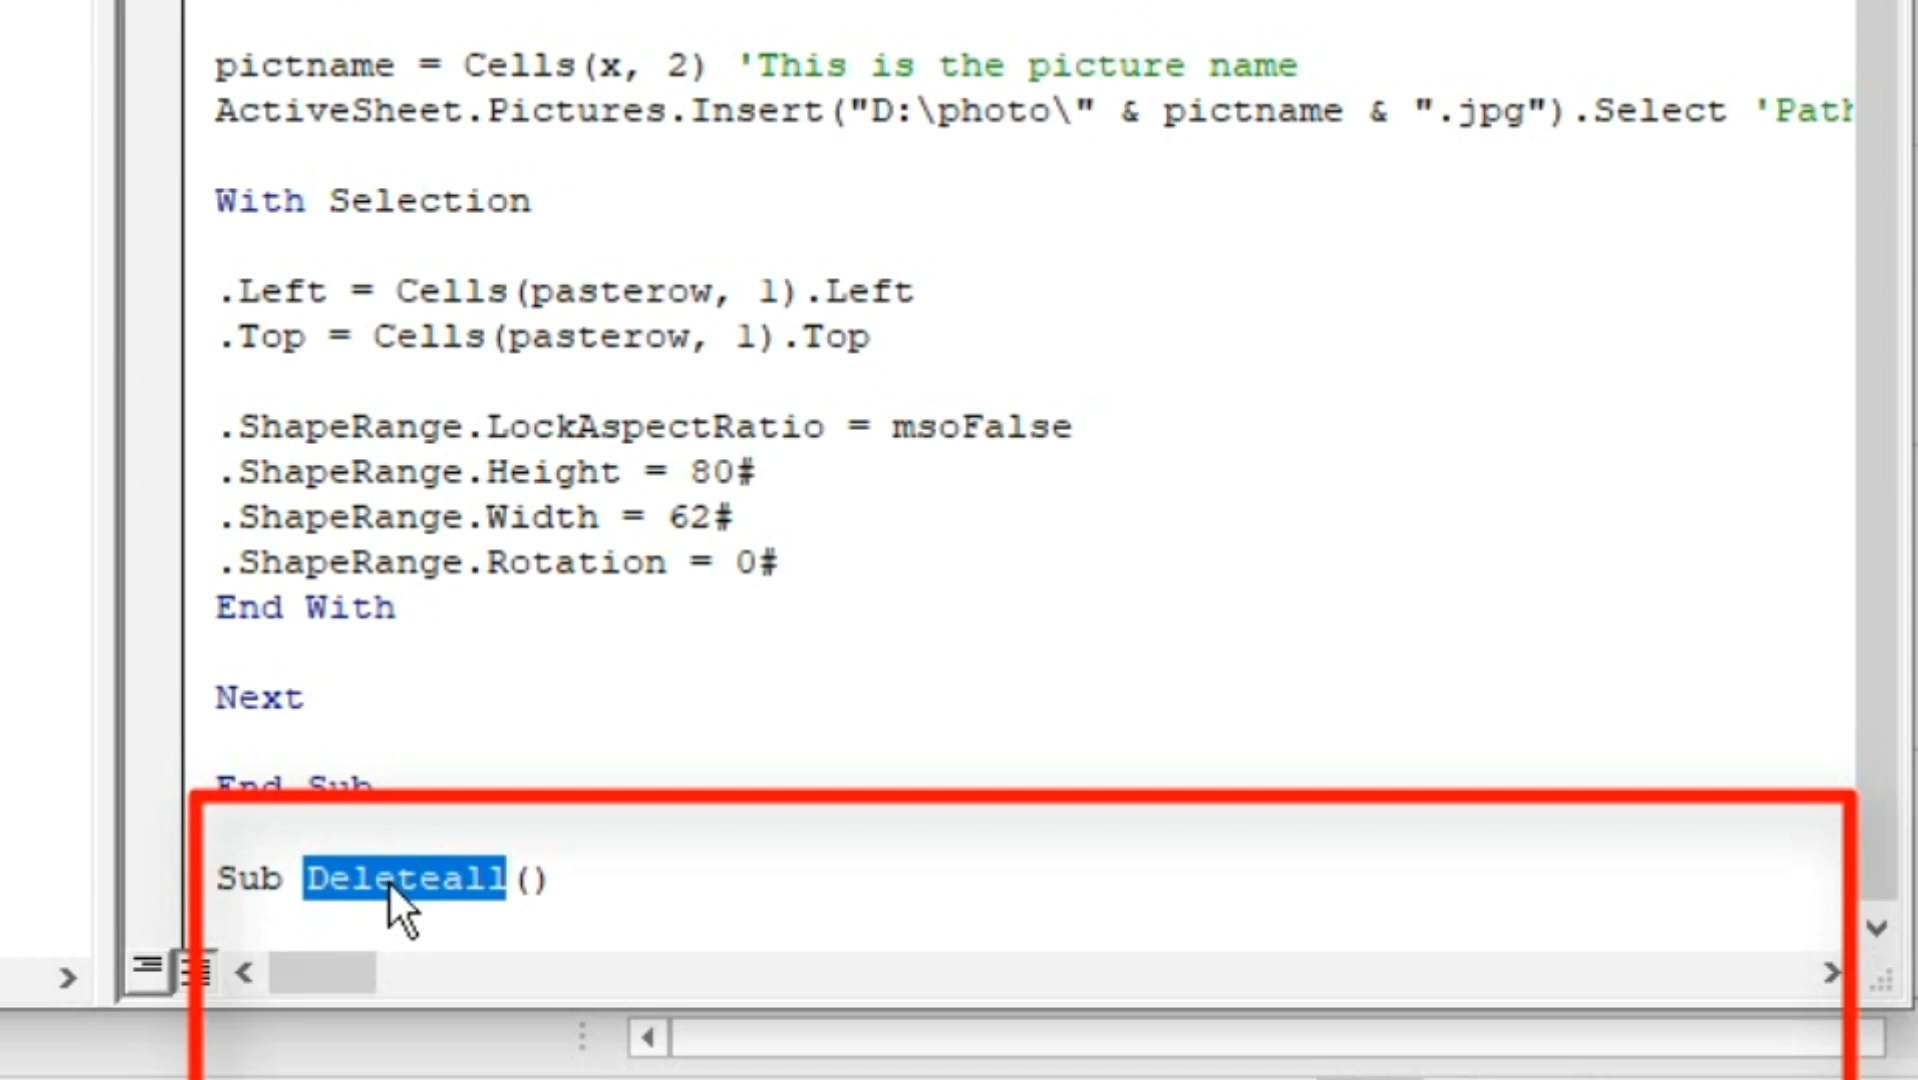 pictname = Cells(x, 2) 'This is the picture name
ActiveSheet.Pictures.Insert("D:\photo\" & pictname & ".jpg").Select 'Path
With Selection
.Left = Cells(pasterow, 1).Left
.Top = Cells(pasterow, 1).Top
.ShapeRange.LockAspectRatio = msoFalse
.ShapeRange.Height = 80#
.ShapeRange.Width = 62#
.ShapeRange.Rotation = 0#
End With
Next
End Sub
Sub Deleteall()